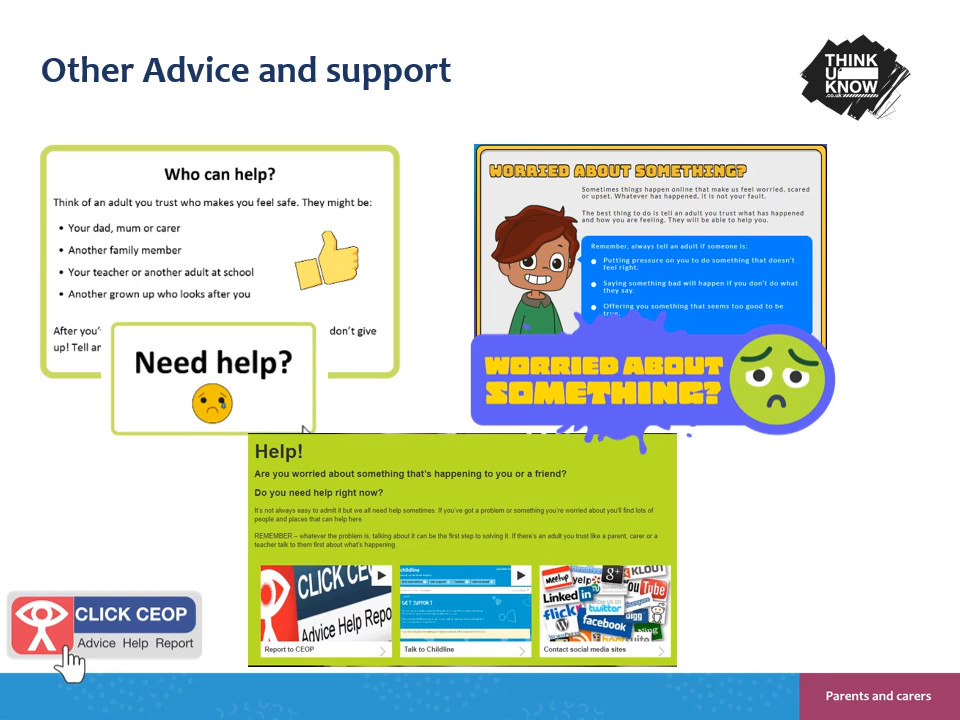 Other Advice and support
THINK
U
KNOW
.co.uk
Who can help?
Think of an adult you trust who makes you feel safe. They might be:
• Your dad, mum or carer
• Another family member
• Your teacher or another adult at school
• Another grown up who looks after you
After you'
don't give
up! Tell an
Need help?
WORRIED ABOUT SOMETHING?
Sometimes things happen online that make us feel worried, scared
or upset. Whatever has happened, it is not your fault.
The best thing to do is tell an adult you trust what has happened
and how you are feeling. They will be able to help you.
Remember, always tell an adult if someone is:
Putting pressure on you to do something that doesn't
feel right.
Saying something bad will happen if you don't do what
they say.
Offering you something that seems too good to be
true.
WORRIED ABOUT
SOMETHING?
Help!
Are you worried about something that's happening to you or a friend?
Do you need help right now?
It's not always easy to admit it but we all need help sometimes. If you've got a problem or something you're worried about you'll find lots of
people and places that can help here
REMEMBER – whatever the problem is, talking about it can be the first step to solving it. If there's an adult you trust like a parent, carer or a
teacher talk to them first about what's happening.
CLICK CE
Advice Help Repor
Report to CEOP
Childline
GET SUPPORT
Talk to Childline
Meetup
yelp
g+
KLOUT
LinkedIn
YouTube
flickr
twitter
digg
facebook
Ning
Contact social media sites
CLICK CEOP
Advice Help Report
Parents and carers